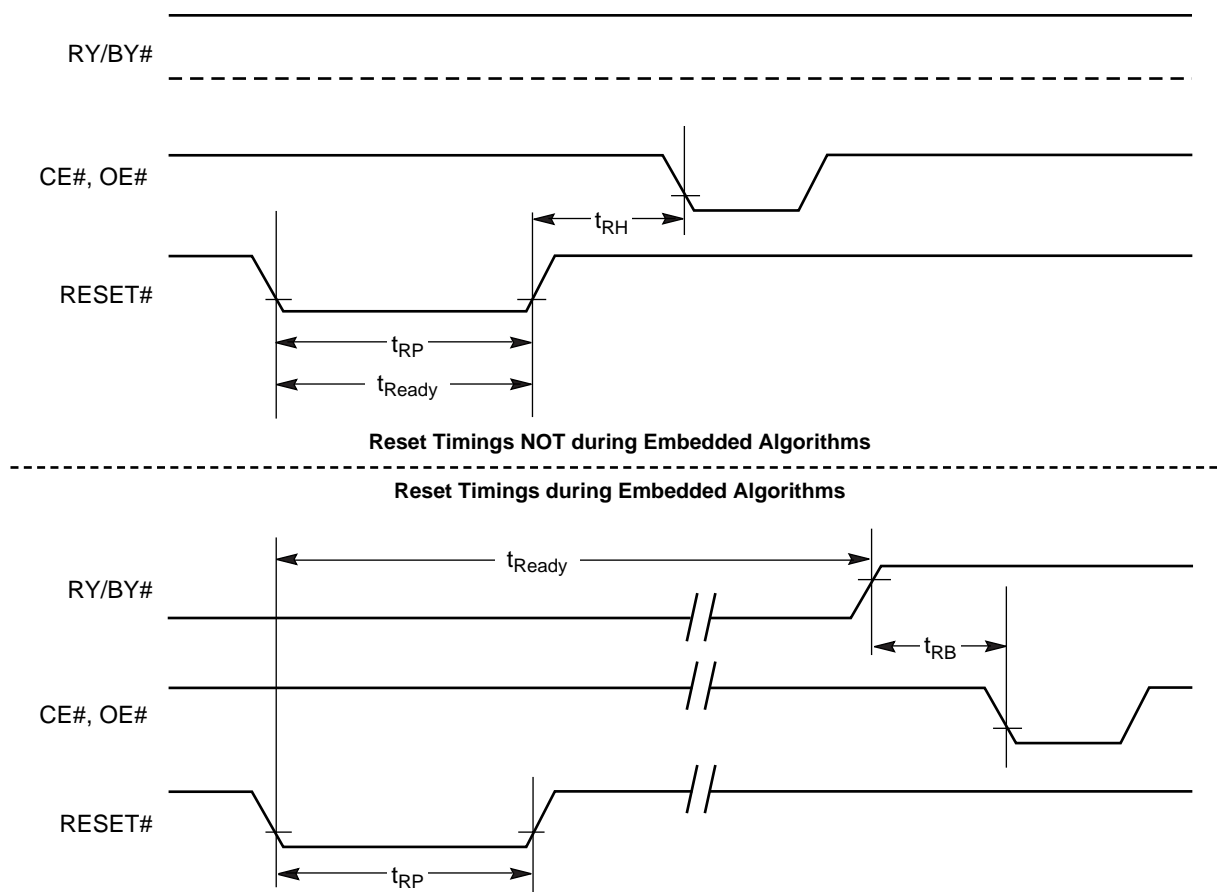 RY/BY#
CE#, OE#
tRH
RESET#
tRP
tReady
Reset Timings NOT during Embedded Algorithms
Reset Timings during Embedded Algorithms
tReady
RY/BY#
tRB
CE#, OE#
RESET#
tRP